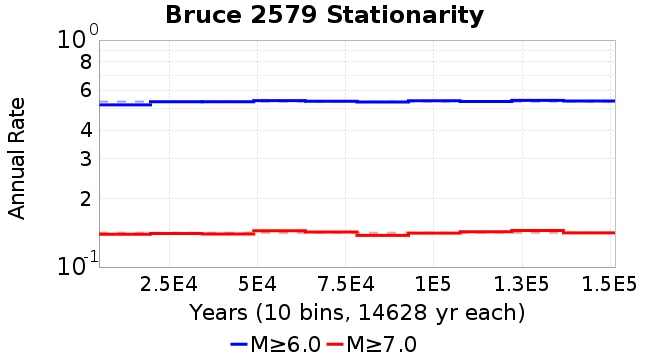 Bruce 2579 Stationarity
10^0
8
6
4
3
2
10^-1
Annual Rate
2.5E4 5E4 7.5E4 1E5 1.3E5 1.5E5
Years (10 bins, 14628 yr each)
M≥6.0 M≥7.0